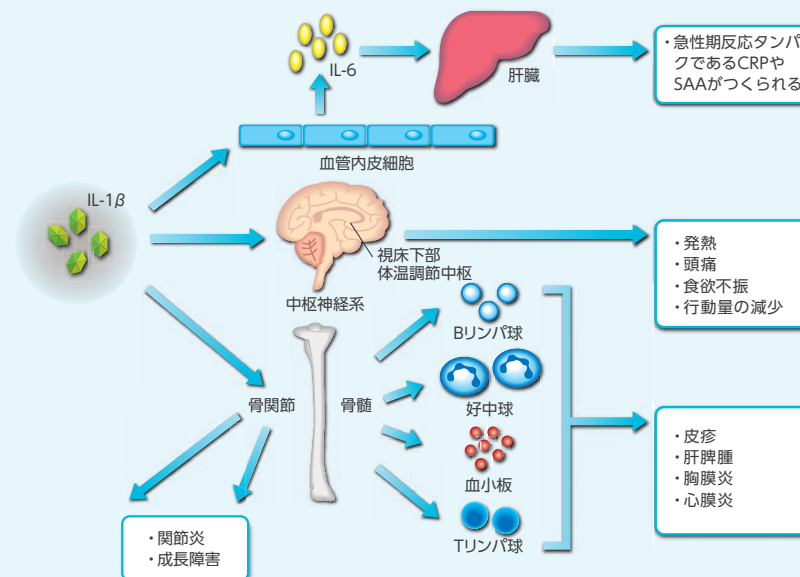 IL-6
肝臓
・急性期反応タンパ
クであるCRPや
SAAがつくられる
血管内皮細胞
IL-1β
視床下部
体温調節中枢
中枢神経系
・発熱
・頭痛
・食欲不振
・行動量の減少
Bリンパ球
骨関節
骨髄
好中球
・皮疹
・肝脾腫
・胸膜炎
・心膜炎
血小板
Tリンパ球
・関節炎
・成長障害